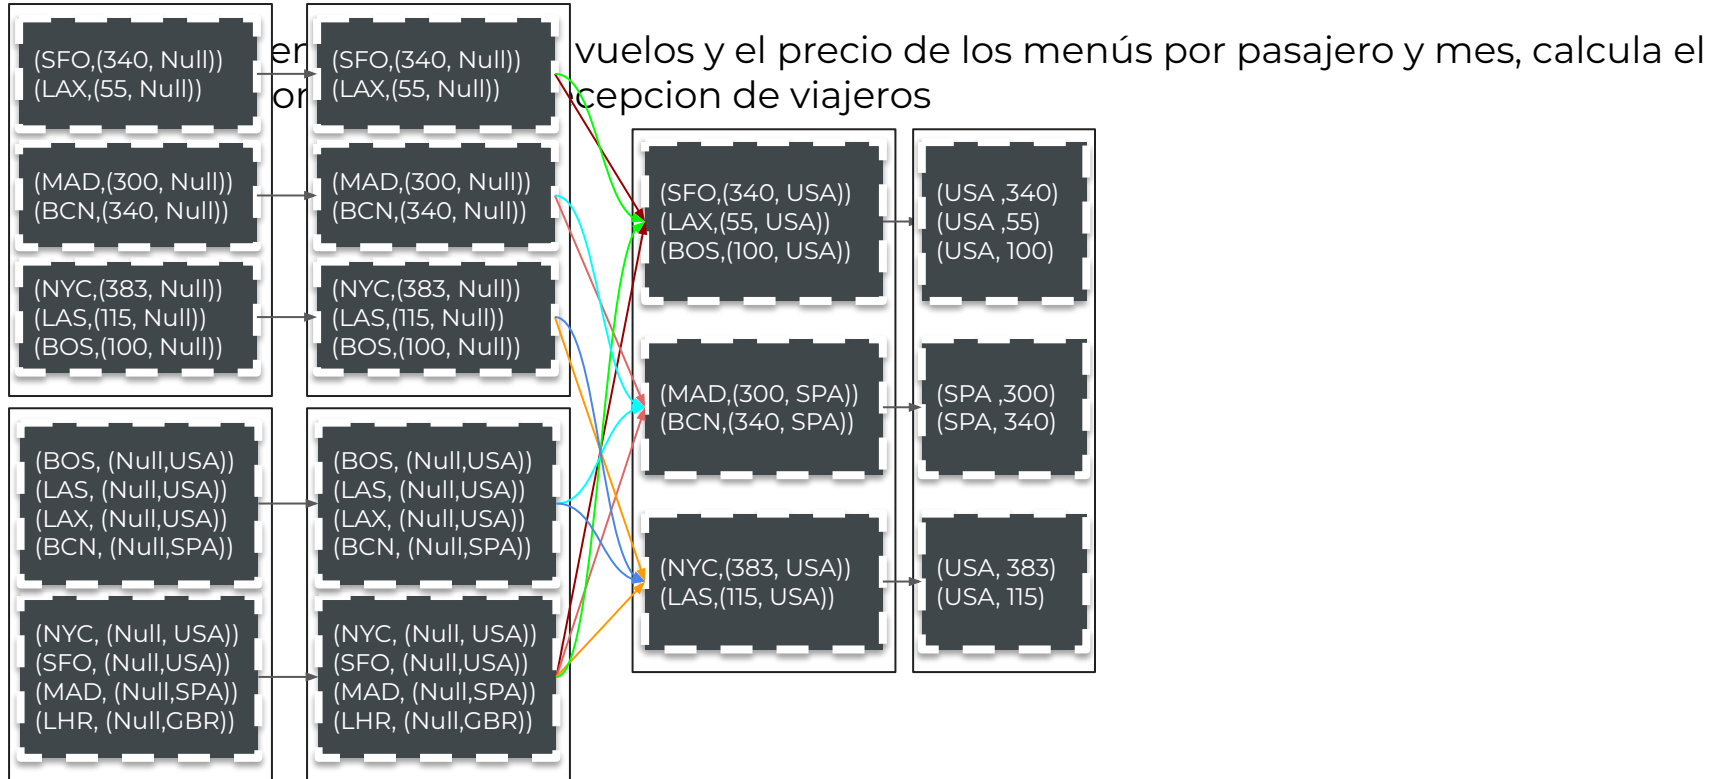 vuelos y el precio de los menús por pasajero y mes, calcula el
cepcion de viajeros
(SFO,(340, Null))
(LAX,(55, Null))
(MAD,(300, Null))
(BCN,(340, Null))
(NYC,(383, Null))
(LAS,(115, Null))
(BOS,(100, Null))
(BOS, (Null,USA))
(LAS, (Null,USA))
(LAX, (Null,USA))
(BCN, (Null,SPA))
(NYC, (Null, USA))
(SFO, (Null,USA))
(MAD, (Null,SPA))
(LHR, (Null,GBR))
(SFO,(340, Null))
(LAX,(55, Null))
(MAD,(300, Null))
(BCN,(340, Null))
(NYC,(383, Null))
(LAS,(115, Null))
(BOS,(100, Null))
(BOS, (Null,USA))
(LAS, (Null,USA))
(LAX, (Null,USA))
(BCN, (Null,SPA))
(NYC, (Null, USA))
(SFO, (Null,USA))
(MAD, (Null,SPA))
(LHR, (Null,GBR))
(SFO,(340, USA))
(LAX,(55, USA))
(BOS,(100, USA))
(MAD,(300, SPA))
(BCN,(340, SPA))
(NYC,(383, USA))
(LAS,(115, USA))
(USA ,340)
(USA ,55)
(USA, 100)
(SPA ,300)
(SPA, 340)
(USA, 383)
(USA, 115)